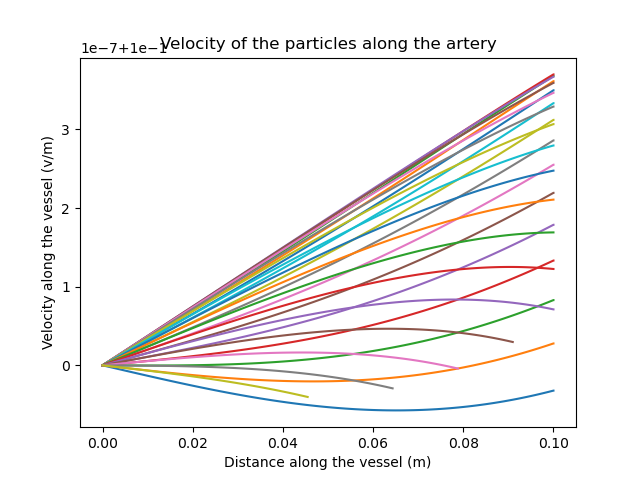 Velocity of the particles along the artery
1e−7+1e−1
3
2
1
0
Velocity along the vessel (v/m)
0.00 0.02 0.04 0.06 0.08 0.10
Distance along the vessel (m)